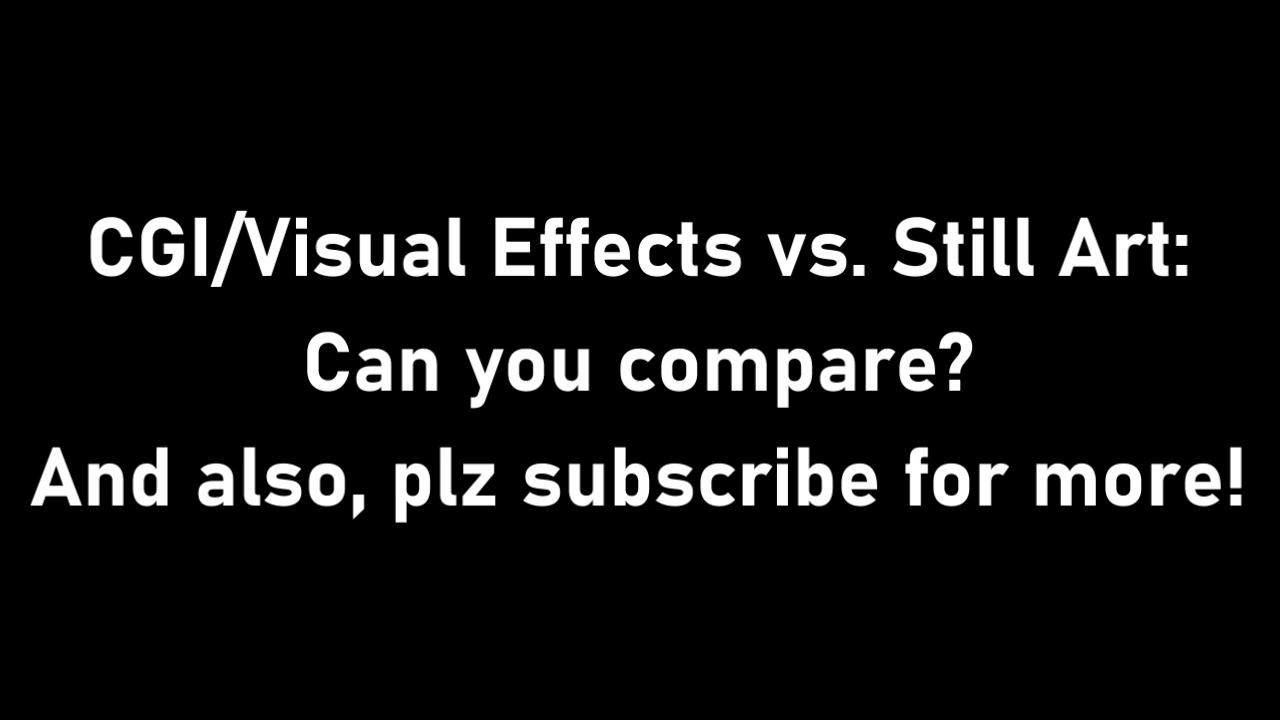 CGI/Visual Effects vs. Still Art:
Can you compare?
And also, plz subscribe for more!